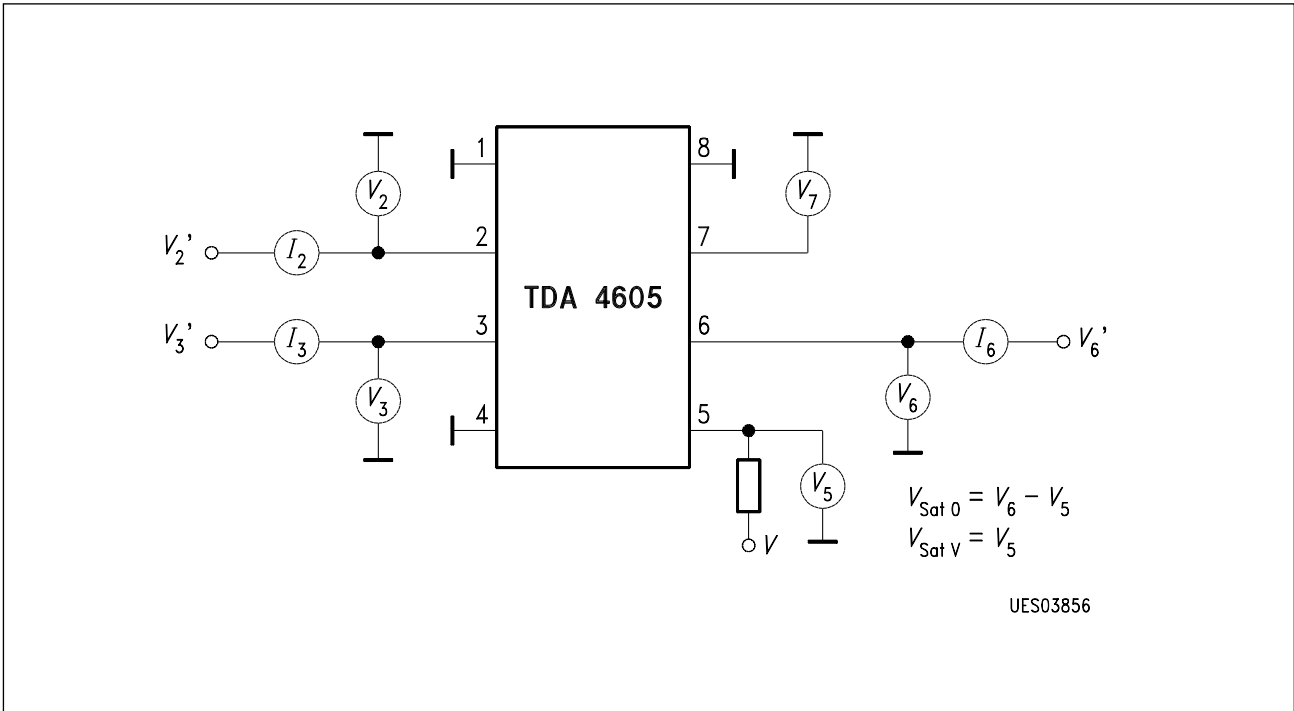 1
8
V2
V7
V2'
I2
2
7
TDA 4605
V3'
I3
3
6
I6
V6'
V3
V6
4
5
V5
V
VSat 0 = V6 – V5
VSat V = V5
UES03856